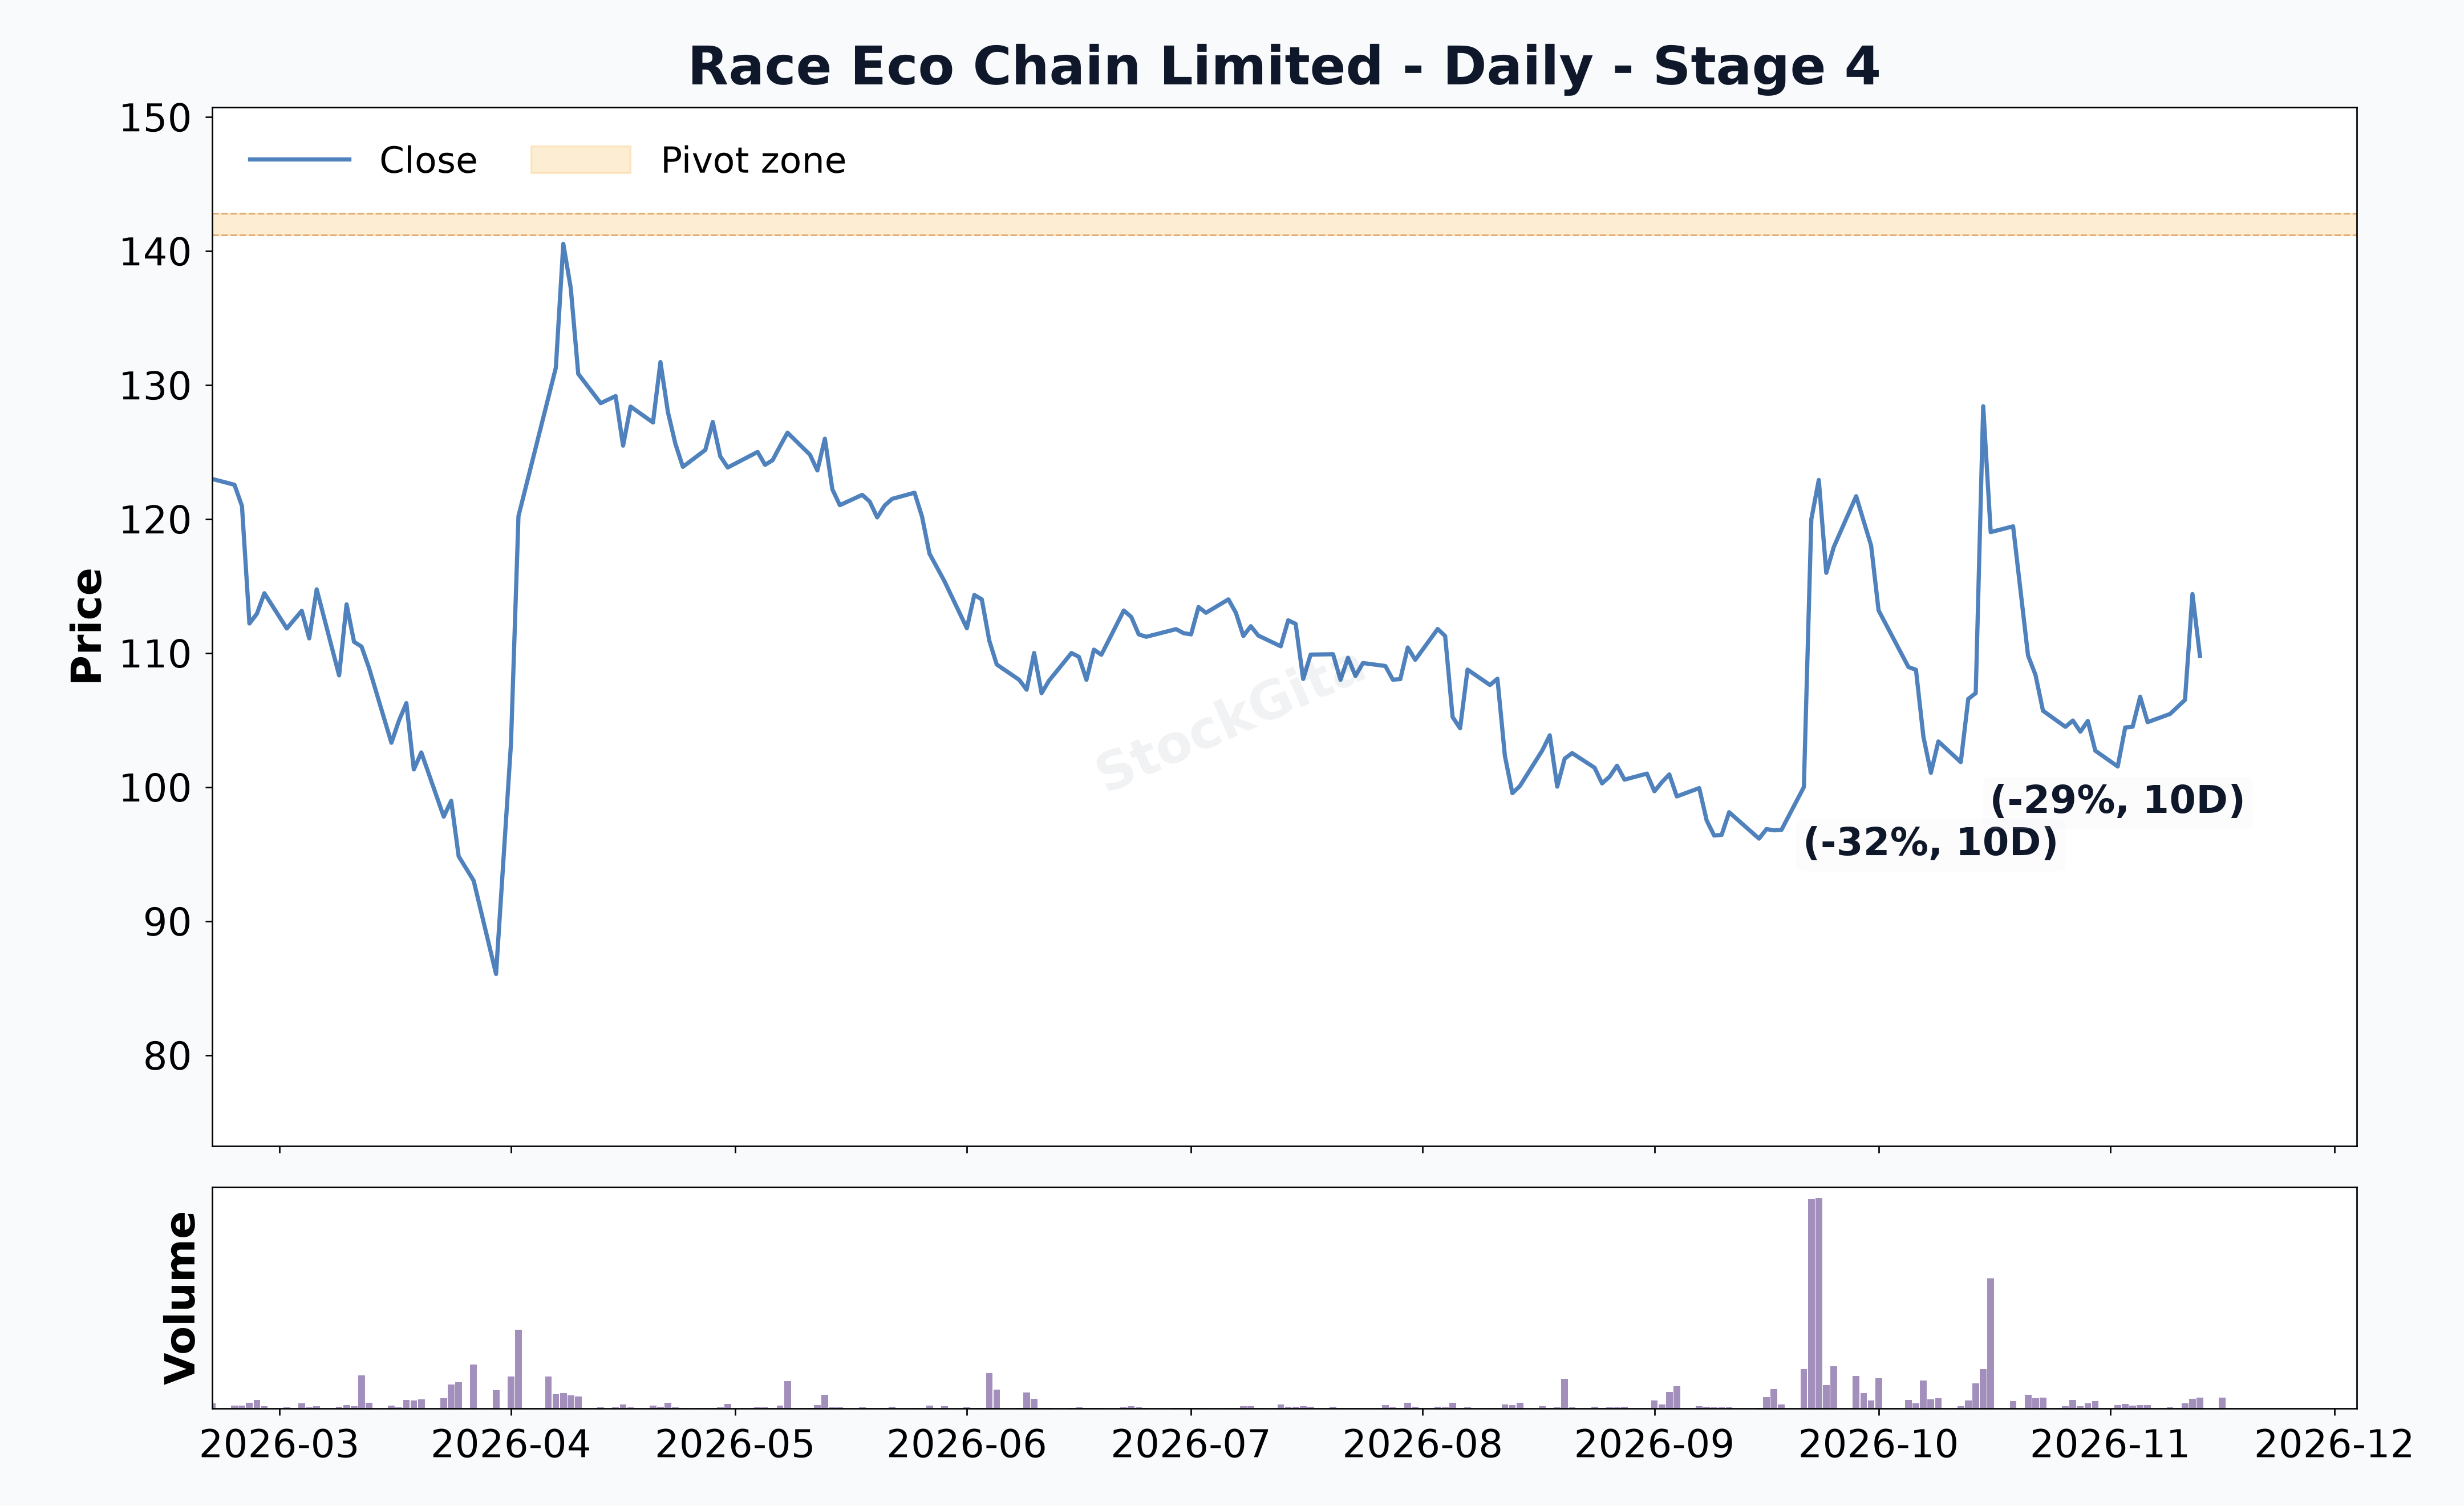 Race Eco Chain Limited - Daily - Stage 4
150
140
130
120
110
100
90
80
Price
Close
Pivot zone
(-29%, 10D)
(-32%, 10D)
Volume
2026-03
2026-04
2026-05
2026-06
2026-07
2026-08
2026-09
2026-10
2026-11
2026-12